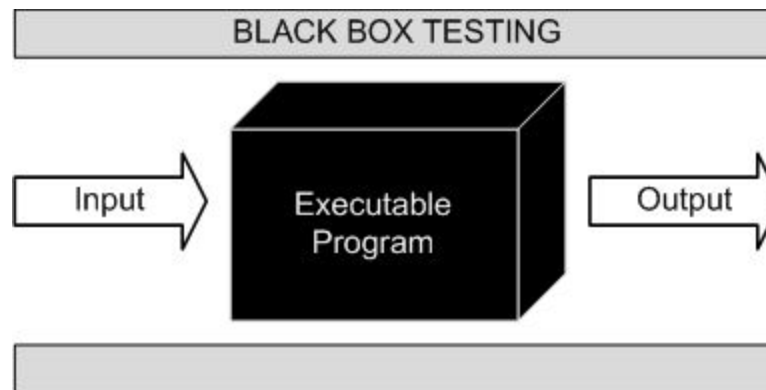 BLACK BOX TESTING
Input
Executable
Program
Output